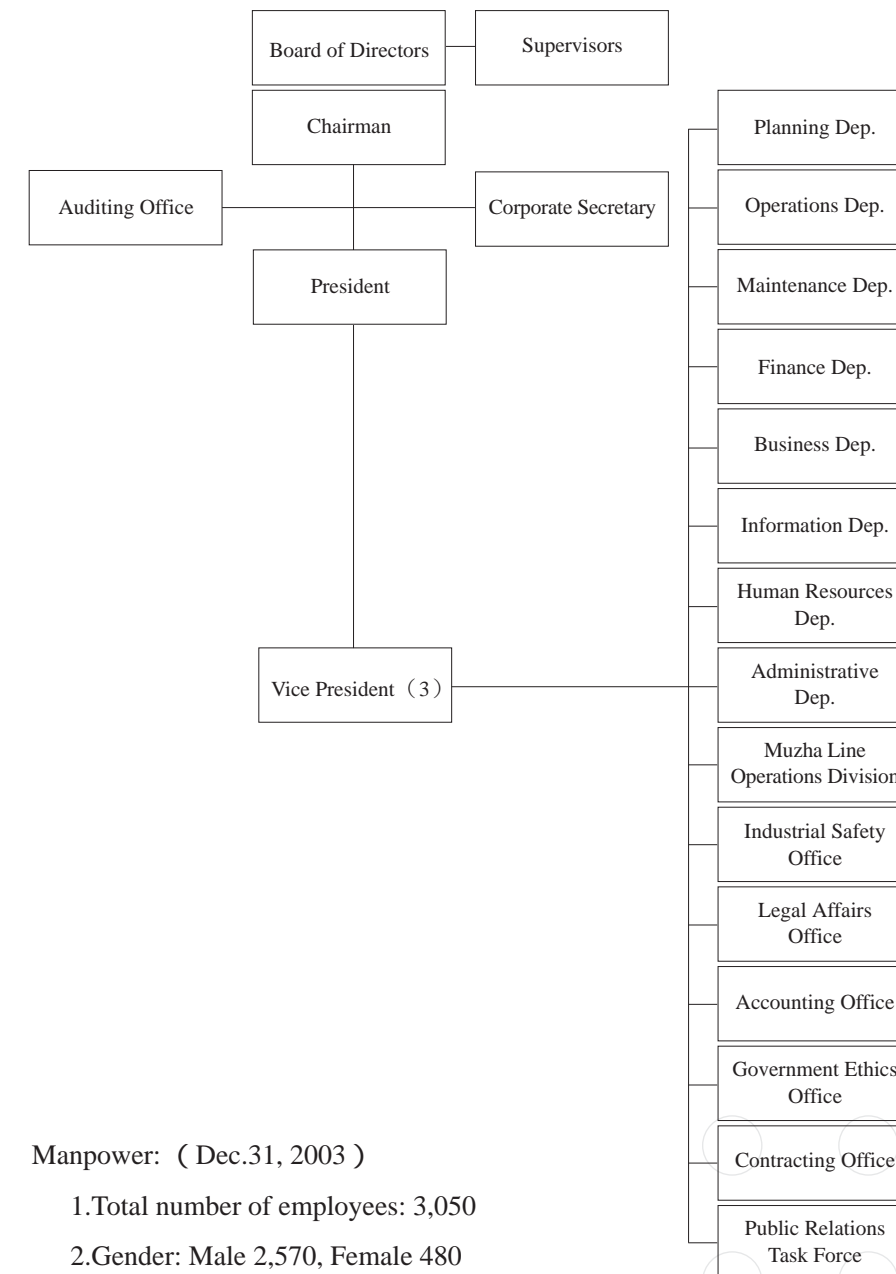 Board of Directors
Supervisors
Chairman
Auditing Office
Corporate Secretary
President
Vice President（3）
Planning Dep.
Operations Dep.
Maintenance Dep.
Finance Dep.
Business Dep.
Information Dep.
Human Resources
Dep.
Administrative
Dep.
Muzha Line
Operations Division
Industrial Safety
Office
Legal Affairs
Office
Accounting Office
Government Ethics
Office
Contracting Office
Public Relations
Task Force
Manpower:（Dec.31, 2003）
1.Total number of employees: 3,050
2.Gender: Male 2,570, Female 480